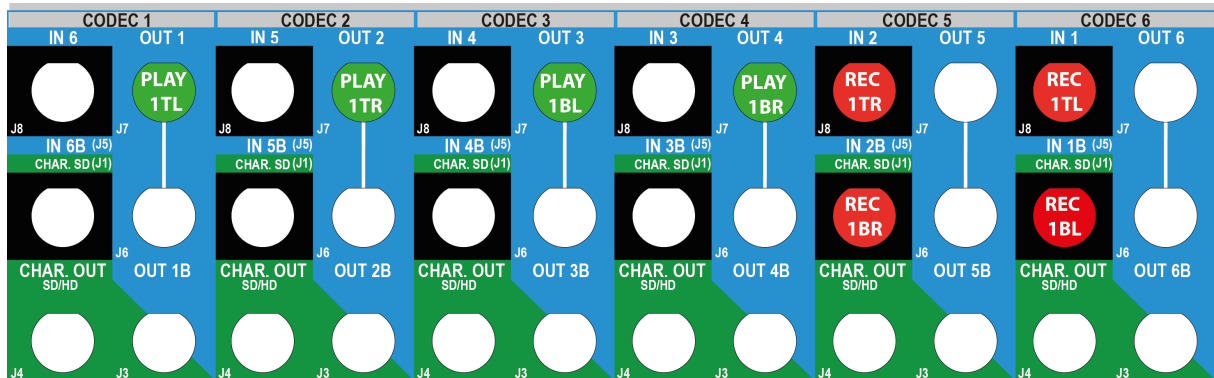 CODEC 1 CODEC 2 CODEC 3 CODEC 4 CODEC 5 CODEC 6
IN 6 OUT 1 IN 5 OUT 2 IN 4 OUT 3 IN 3 OUT 4 IN 2 OUT 5 IN 1 OUT 6
PLAY PLAY PLAY PLAY REC REC
1TL 1TR 1BL 1BR 1TR 1TL
J8 J7 J8 J7 J8 J7 J8 J7 J8 J7 J8 J7
IN 6B (J5) IN 5B (J5) IN 4B (J5) IN 3B (J5) IN 2B (J5) IN 1B (J5)
CHAR. SD (J1) CHAR. SD (J1) CHAR. SD (J1) CHAR. SD (J1) CHAR. SD (J1) CHAR. SD (J1)
REC REC
1BR 1BL
J6 J6 J6 J6 J6 J6
CHAR. OUT OUT 1B CHAR. OUT OUT 2B CHAR. OUT OUT 3B CHAR. OUT OUT 4B CHAR. OUT OUT 5B CHAR. OUT OUT 6B
SD/HD SD/HD SD/HD SD/HD SD/HD SD/HD
J4 J3 J4 J3 J4 J3 J4 J3 J4 J3 J4 J3